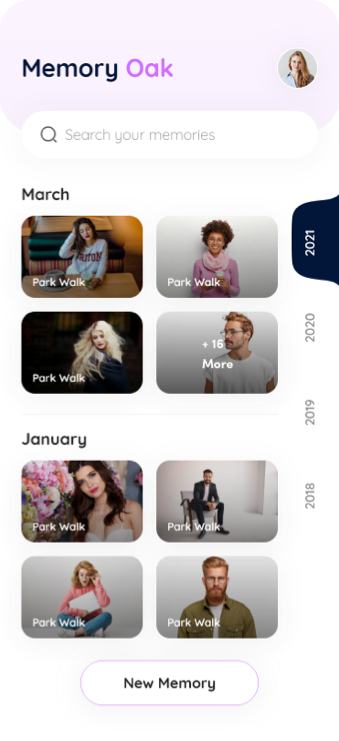 Memory Oak
Search your memories
March
2021
Park Walk
Park Walk
2020
Park Walk
+ 16
More
2019
January
2018
Park Walk
Park Walk
Park Walk
Park Walk
New Memory